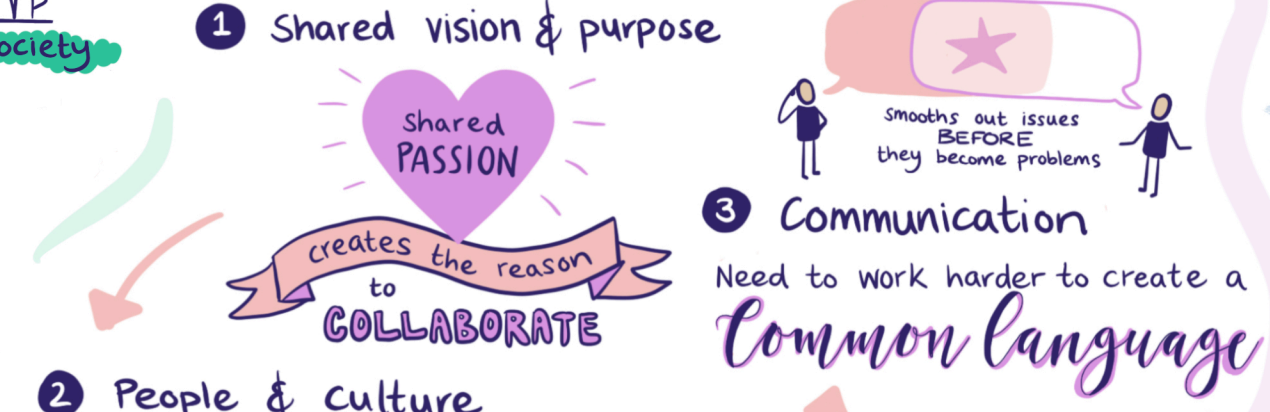 1 Shared vision & purpose
shared
PASSION
creates the reason
to
COLLABORATE
2 People & culture
smooths out issues
BEFORE
they become problems
3 Communication
Need to work harder to create a
Common language